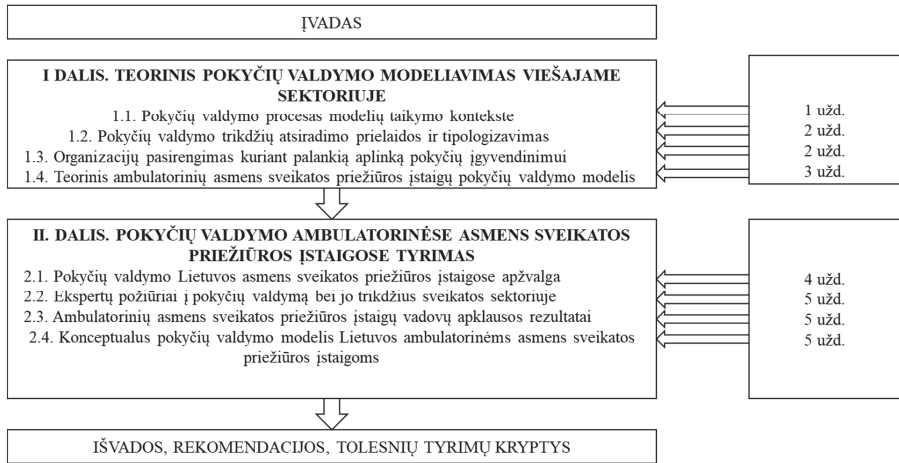 ĮVADAS
I DALIS. TEORINIS POKYČIŲ VALDYMO MODELIAVIMAS VIEŠAJAME
SEKTORIUJE
1.1. Pokyčių valdymo procesas modelių taikymo kontekste
1.2. Pokyčių valdymo trikdžių atsiradimo prielaidos ir tipologizavimas
1.3. Organizacijų pasirengimas kuriant palankią aplinką pokyčių įgyvendinimui
1.4. Teorinis ambulatorinių asmens sveikatos priežiūros įstaigų pokyčių valdymo modelis
1 užd.
2 užd.
2 užd.
3 užd.
II. DALIS. POKYČIŲ VALDYMO AMBULATORINĖSE ASMENS SVEIKATOS
PRIEŽIŪROS ĮSTAIGOSE TYRIMAS
2.1. Pokyčių valdymo Lietuvos asmens sveikatos priežiūros įstaigose apžvalga
2.2. Ekspertų požiūriai į pokyčių valdymą bei jo trikdžius sveikatos sektoriuje
2.3. Ambulatorinių asmens sveikatos priežiūros įstaigų vadovų apklausos rezultatai
2.4. Konceptualus pokyčių valdymo modelis Lietuvos ambulatorinėms asmens sveikatos
priežiūros įstaigoms
4 užd.
5 užd.
5 užd.
5 užd.
IŠVADOS, REKOMENDACIJOS, TOLESNIŲ TYRIMŲ KRYPTYS